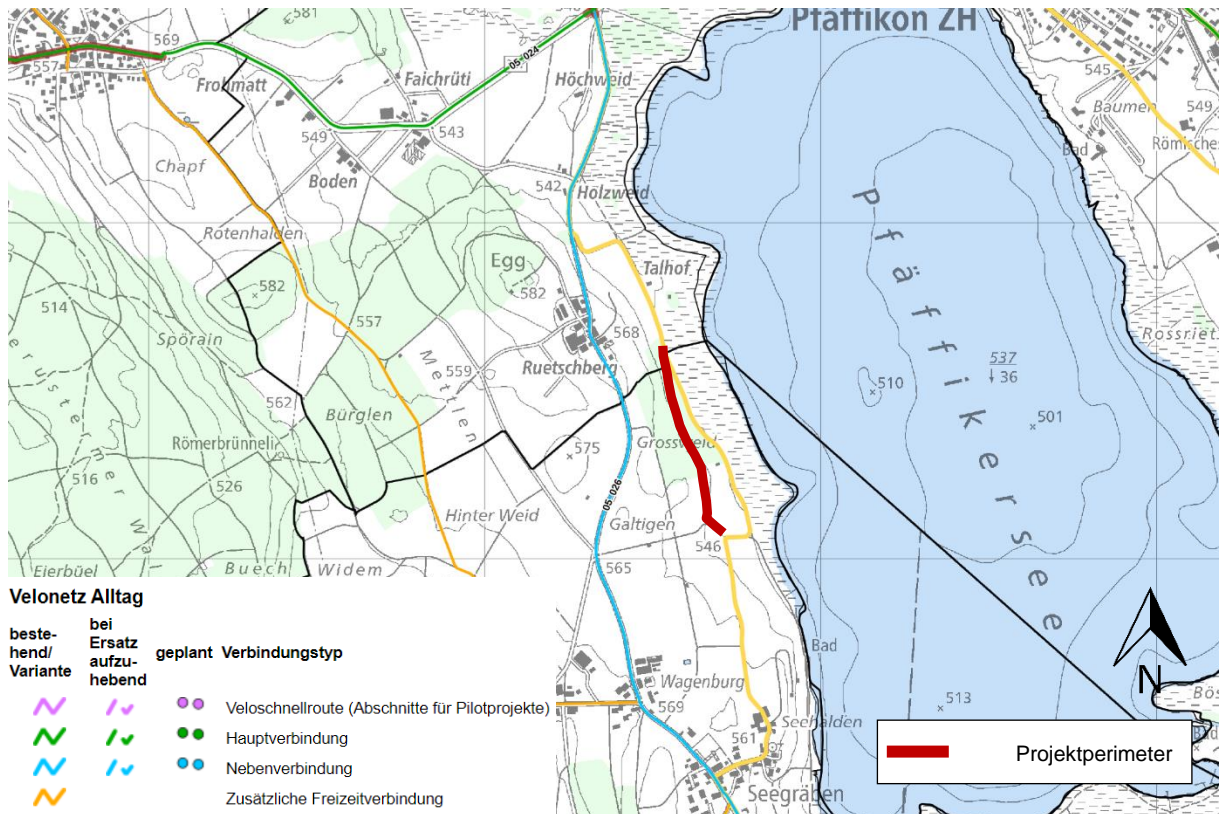 581
Pfäffikon ZH
569
557
05-024
Frohmatt
Faichrüti
Höchweid
545
Baumen
549
549
543
Chapf
Boden
Bad
Römisches
542
Hölzweid
Rotenhalden
Egg
Talhof
582
582
514
557
568
Spörain
Rossriet
Mettlen
559
Ruetschberg
537
36
510
Pfäffikersee
562
Bürglen
501
Römerbrünneli
575
Grossweid
516
526
05-026
Hinter Weid
Galtigen
546
Eierbüel
Buech
Widem
565
Velonetz Alltag
beste-
hend/
Variante
bei
Ersatz
aufzu-
hebend
geplant
Verbindungstyp
Veloschnellroute (Abschnitte für Pilotprojekte)
Hauptverbindung
Nebenverbindung
Zusätzliche Freizeitverbindung
Bad
N
Wagenburg
569
513
Seehalden
561
Seegräben
Projektperimeter